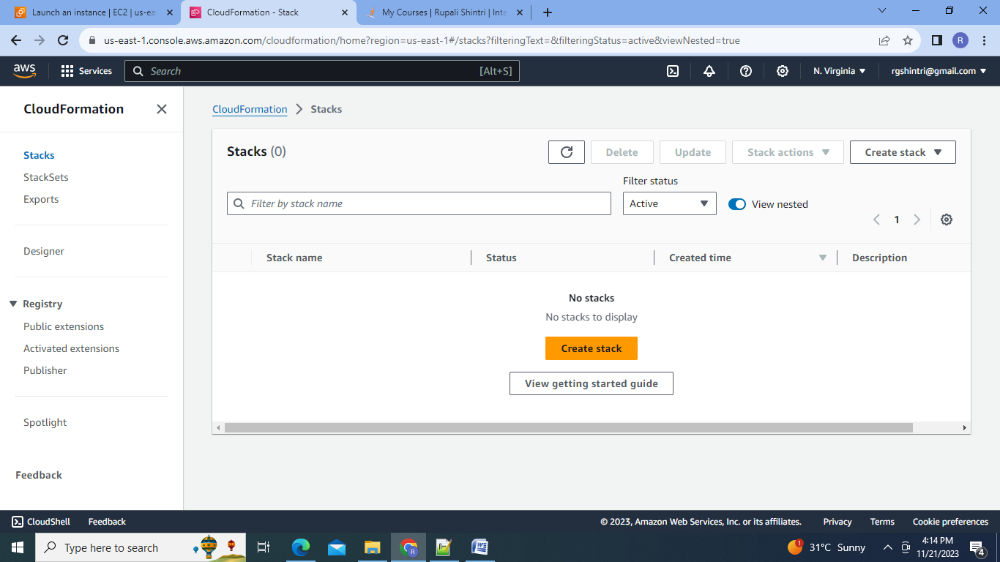 Launch an instance | EC2 | us-eas
CloudFormation - Stack
My Courses | Rupali Shintri | Inte
us-east-1.console.aws.amazon.com/cloudformation/home?region=us-east-1#/stacks?filteringText=&filteringStatus=active&viewNested=true
R
aws
Services
Search
[Alt+S]
N. Virginia
rgshintri@gmail.com
CloudFormation
CloudFormation > Stacks
Stacks
StackSets
Exports
Designer
Registry
Public extensions
Activated extensions
Publisher
Spotlight
Feedback
Stacks (0)
Delete
Update
Stack actions
Create stack
Filter status
Filter by stack name
Active
View nested
1
Stack name
Status
Created time
Description
No stacks
No stacks to display
Create stack
View getting started guide
CloudShell
Feedback
© 2023, Amazon Web Services, Inc. or its affiliates.
Privacy
Terms
Cookie preferences
Type here to search
R
1
31°C Sunny
4:14 PM
11/21/2023
4